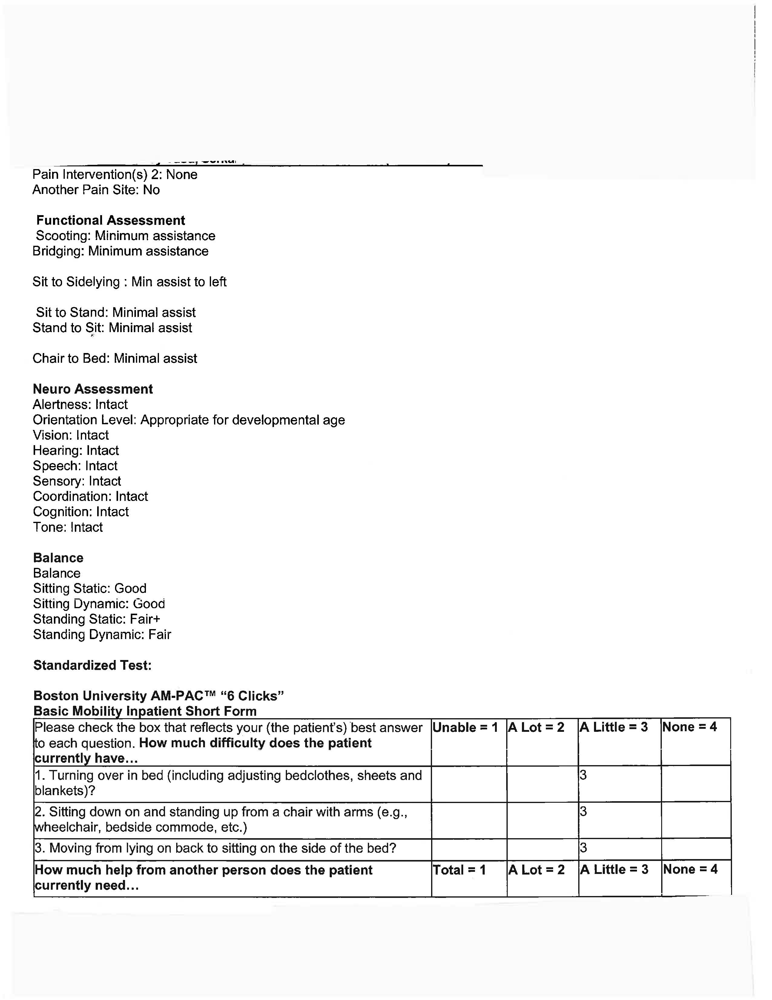 Pain Intervention(s) 2: None
Another Pain Site: No
Functional Assessment
Scooting: Minimum assistance
Bridging: Minimum assistance
Sit to Sidelying : Min assist to left
Sit to Stand: Minimal assist
Stand to Sit: Minimal assist
Chair to Bed: Minimal assist
Neuro Assessment
Alertness: Intact
Orientation Level: Appropriate for developmental age
Vision: Intact
Hearing: Intact
Speech: Intact
Sensory: Intact
Coordination: Intact
Cognition: Intact
Tone: Intact
Balance
Balance
Sitting Static: Good
Sitting Dynamic: Good
Standing Static: Fair+
Standing Dynamic: Fair
Standardized Test:
Boston University AM-PAC™ “6 Clicks”
Basic Mobility Inpatient Short Form
Please check the box that reflects your (the patient’s) best answer Unable = 1 A Lot = 2 A Little = 3 None = 4
to each question. How much difficulty does the patient
currently have...
1. Turning over in bed (including adjusting bedclothes, sheets and 3
blankets)?
2. Sitting down on and standing up from a chair with arms (e.g., 3
wheelchair, bedside commode, etc.)
3. Moving from lying on back to sitting on the side of the bed? 3
How much help from another person does the patient Total = 1 A Lot = 2 A Little = 3 None = 4
currently need...